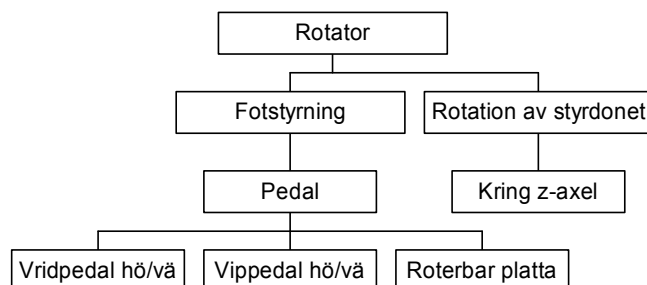 Rotator
Fotstyrning
Rotation av styrdonet
Pedal
Kring z-axel
Vridpedal hö/vä
Vippedal hö/vä
Roterbar platta